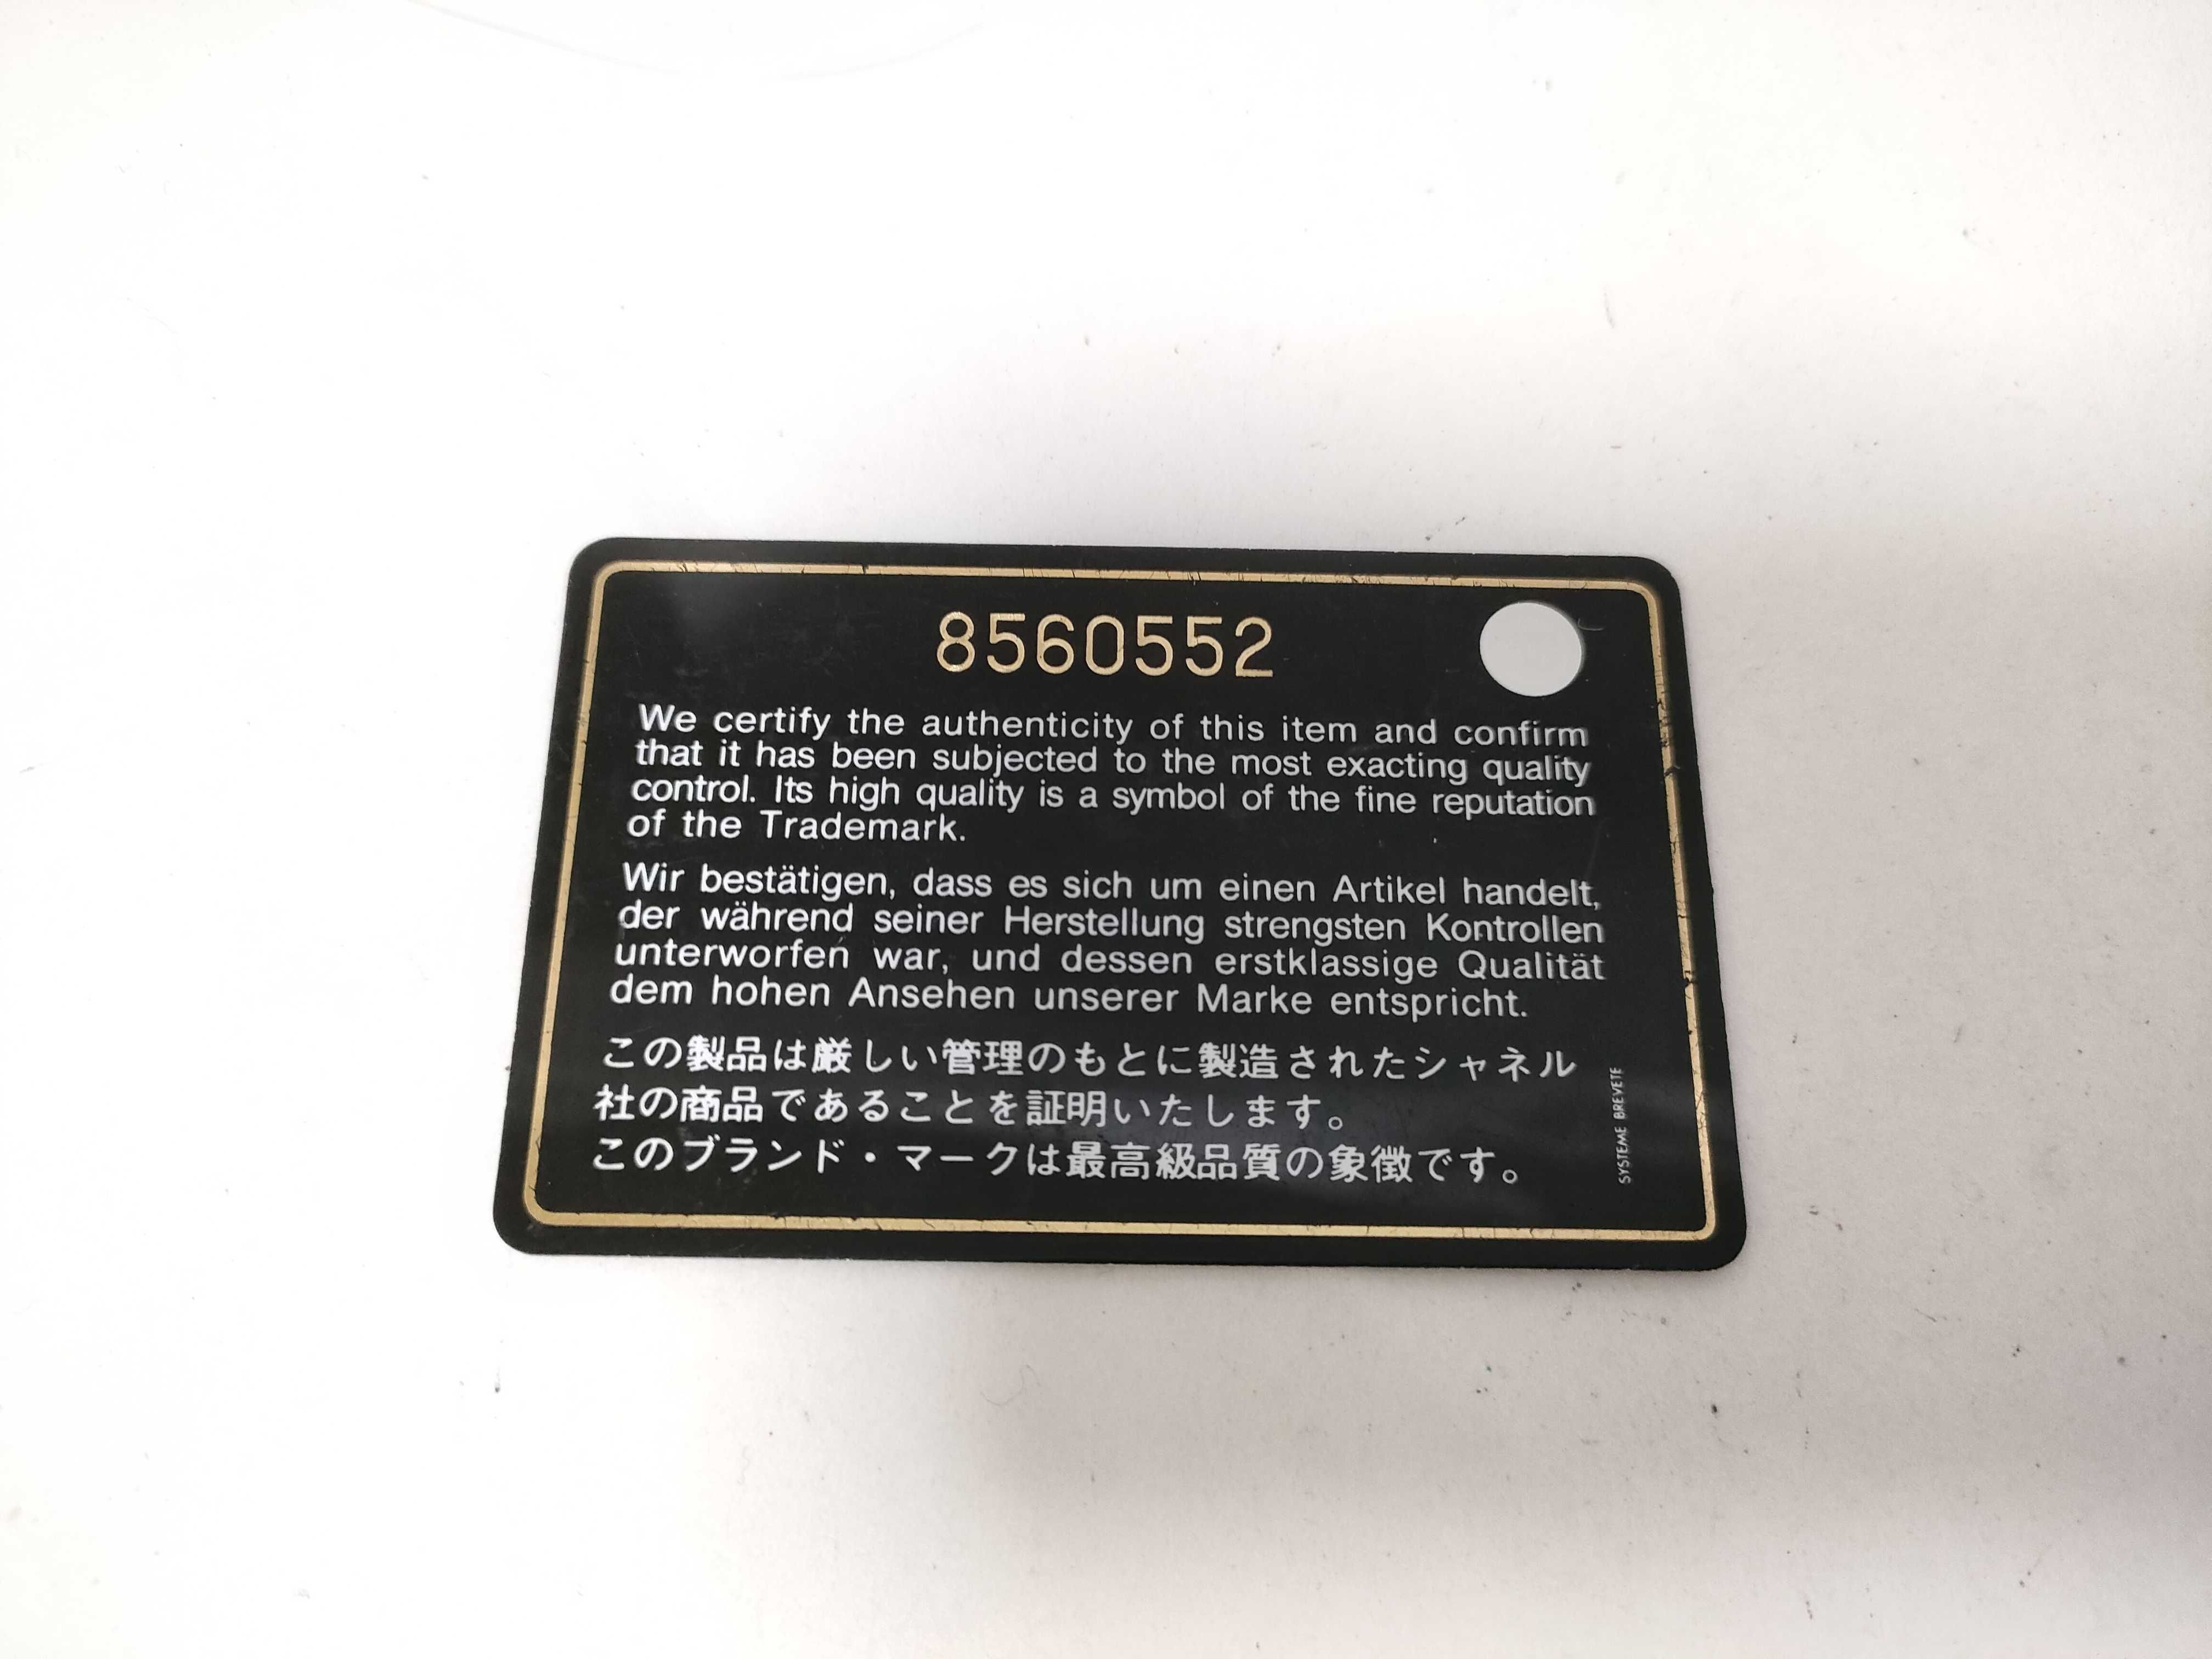 8560552
We certify the authenticity of this item and confirm
that it has been subjected to the most exacting quality
control. Its high quality is a symbol of the fine reputation
of the Trademark.
Wir bestätigen, dass es sich um einen Artikel handelt,
der während seiner Herstellung strengsten Kontrollen
unterworfen war, und dessen erstklassige Qualität
dem hohen Ansehen unserer Marke entspricht.
この製品は厳しい管理のもとに製造されたシャネル
社の商品であることを証明いたします。
このブランド・マークは最高級品質の象徴です。
SYSTEME BREVETE